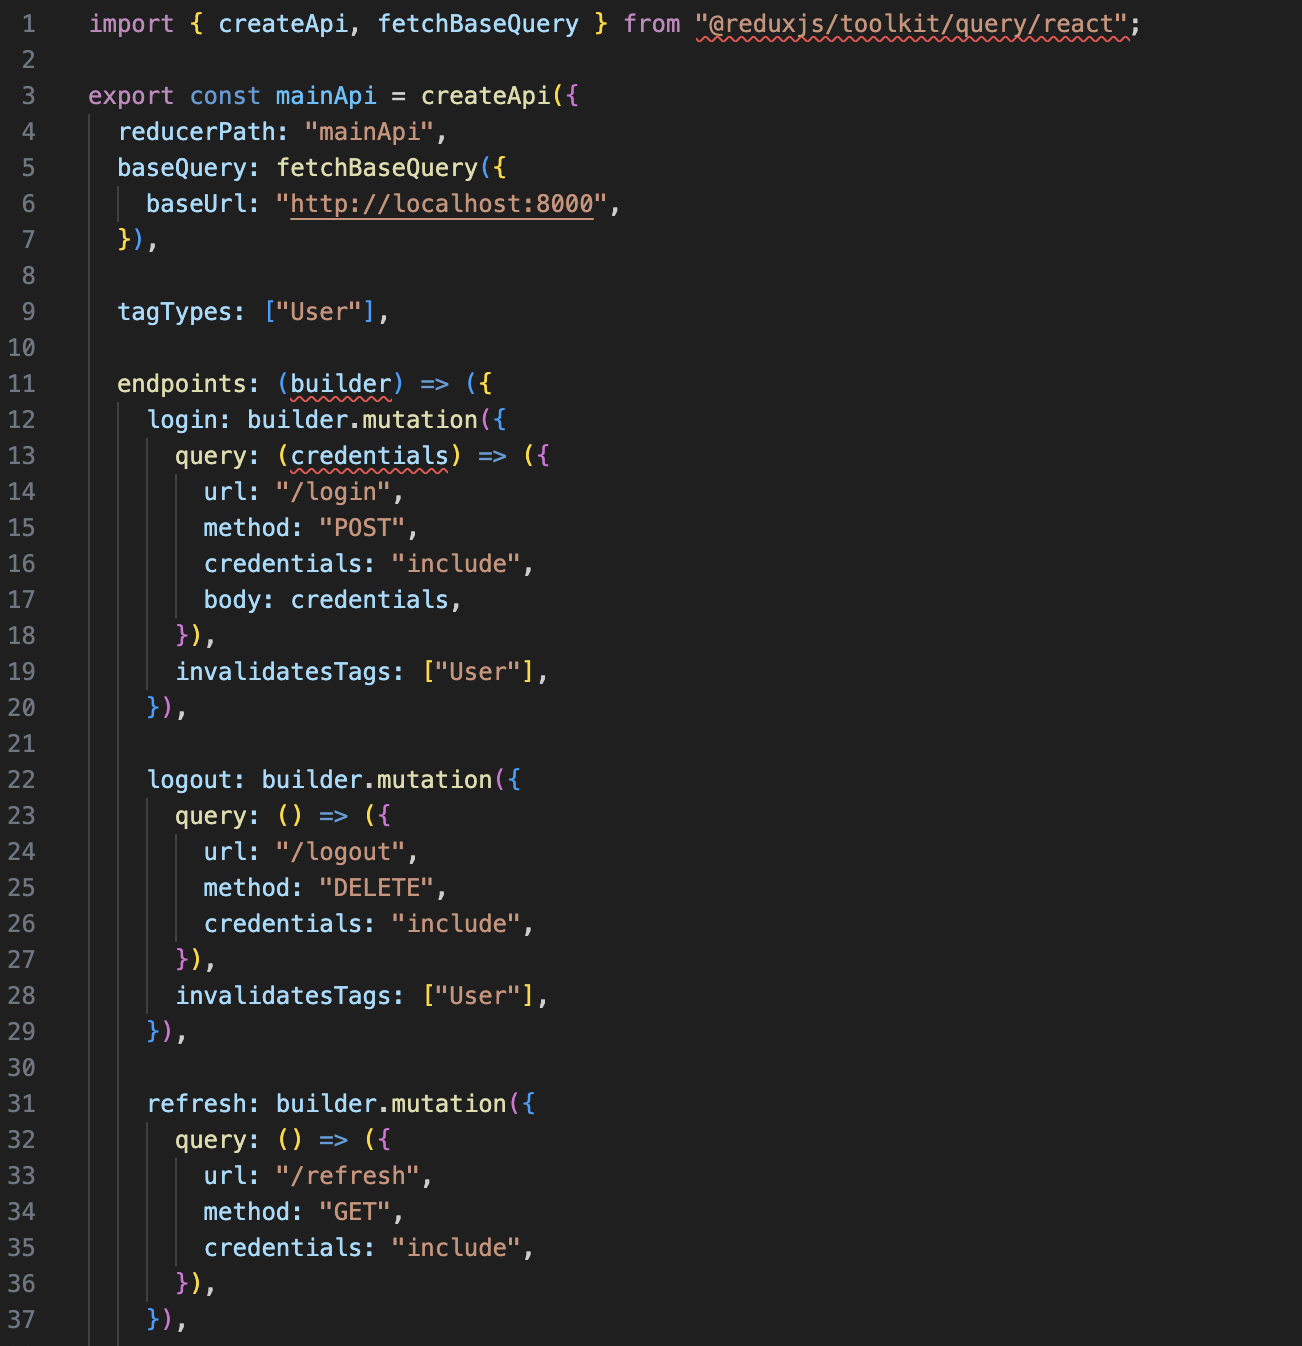 1 import { createApi, fetchBaseQuery } from "@reduxjs/toolkit/query/react";
2
3 export const mainApi = createApi({
4   reducerPath: "mainApi",
5   baseQuery: fetchBaseQuery({
6     baseUrl: "http://localhost:8000",
7   }),
8
9   tagTypes: ["User"],
10
11   endpoints: (builder) => ({
12     login: builder.mutation({
13       query: (credentials) => ({
14         url: "/login",
15         method: "POST",
16         credentials: "include",
17         body: credentials,
18       }),
19       invalidatesTags: ["User"],
20     }),
21
22     logout: builder.mutation({
23       query: () => ({
24         url: "/logout",
25         method: "DELETE",
26         credentials: "include",
27       }),
28       invalidatesTags: ["User"],
29     }),
30
31     refresh: builder.mutation({
32       query: () => ({
33         url: "/refresh",
34         method: "GET",
35         credentials: "include",
36       }),
37     }),